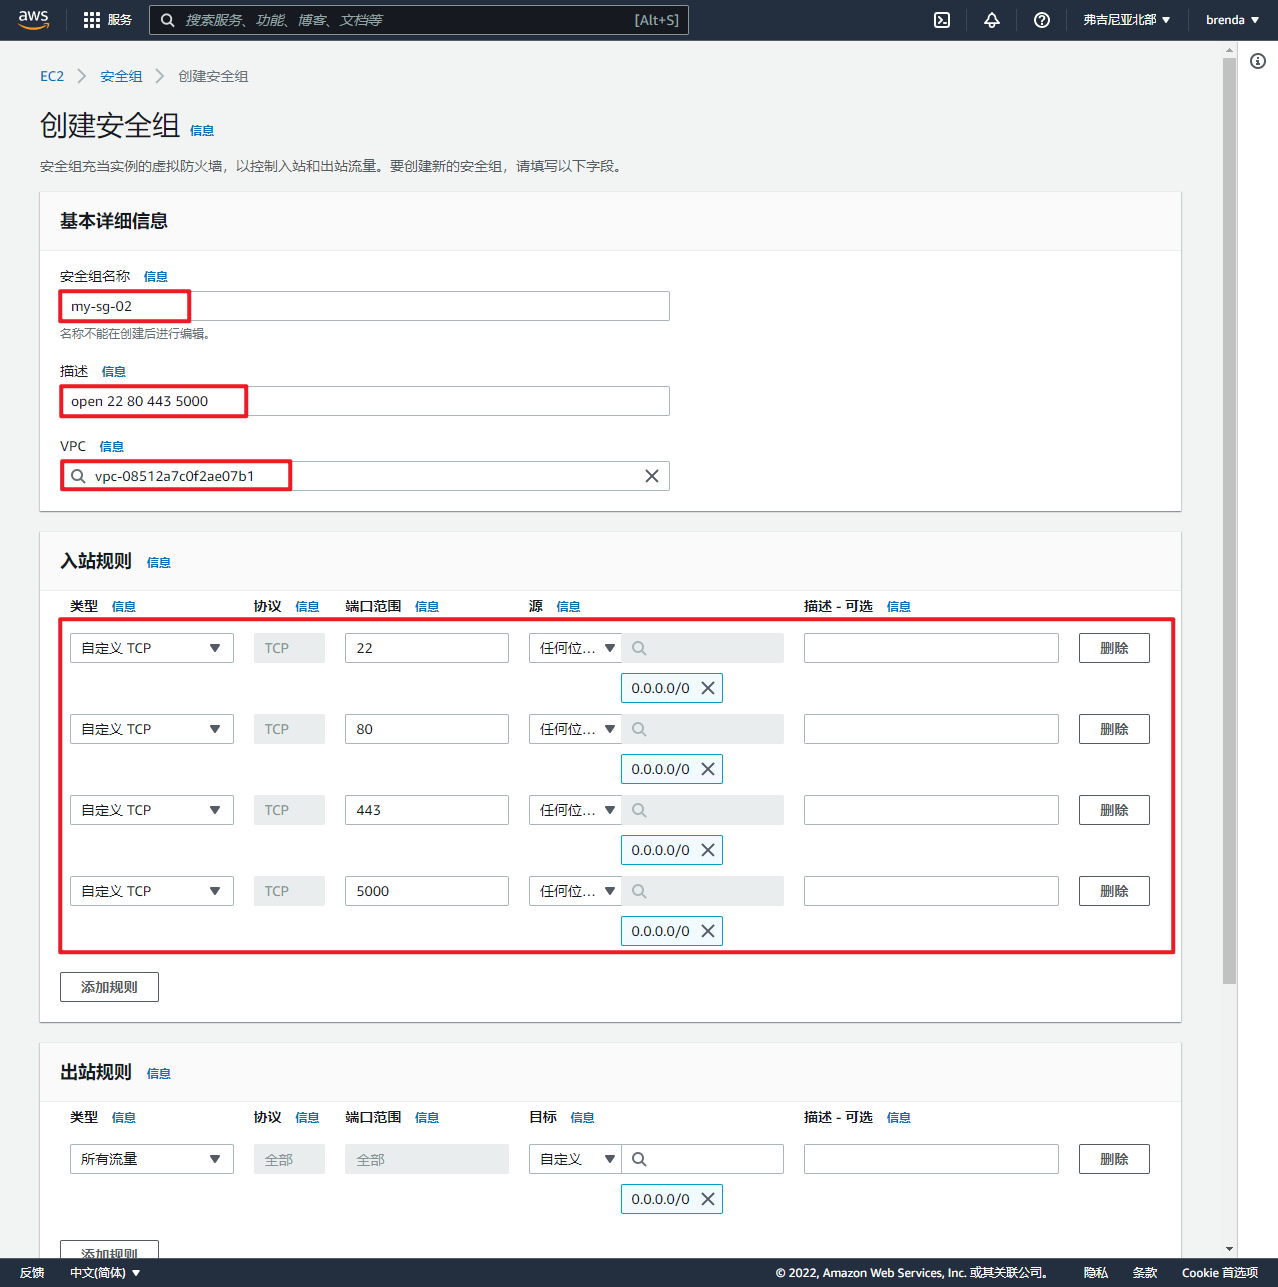 aws 服务 搜索服务、功能、博客、文档等 [Alt+S] 弗吉尼亚北部 brenda
EC2 安全组 创建安全组
创建安全组 信息
安全组充当实例的虚拟防火墙，以控制入站和出站流量。要创建新的安全组，请填写以下字段。
基本详细信息
安全组名称 信息
my-sg-02
名称不能在创建后进行编辑。
描述 信息
open 22 80 443 5000
VPC 信息
vpc-08512a7c0f2ae07b1
入站规则 信息
类型 信息 协议 信息 端口范围 信息 源 信息 描述 - 可选 信息
自定义 TCP TCP 22 任何位... 删除
0.0.0.0/0
自定义 TCP TCP 80 任何位... 删除
0.0.0.0/0
自定义 TCP TCP 443 任何位... 删除
0.0.0.0/0
自定义 TCP TCP 5000 任何位... 删除
0.0.0.0/0
添加规则
出站规则 信息
类型 信息 协议 信息 端口范围 信息 目标 信息 描述 - 可选 信息
所有流量 全部 全部 自定义 删除
0.0.0.0/0
添加规则
反馈 中文(简体) © 2022, Amazon Web Services, Inc. 或其关联公司。 隐私 条款 Cookie 首选项